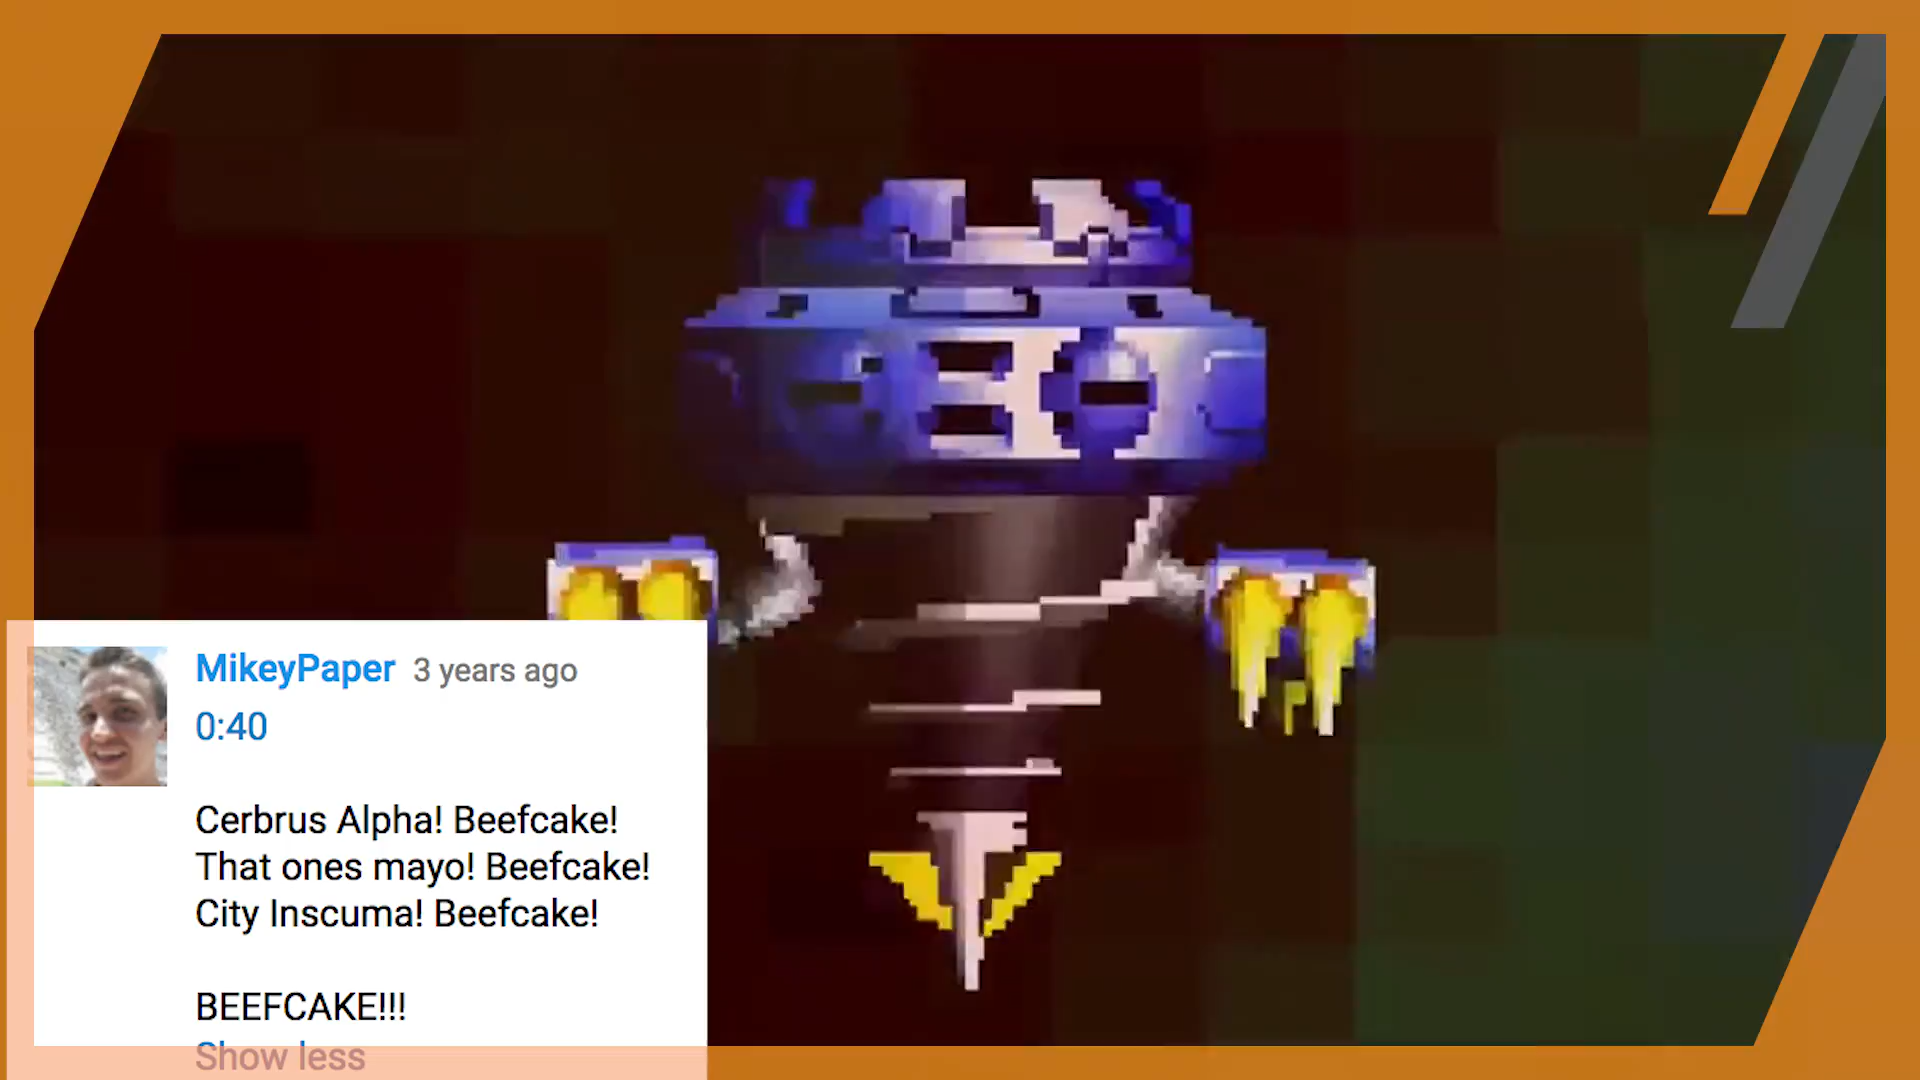 MikeyPaper 3 years ago
0:40
Cerbrus Alpha! Beefcake!
That ones mayo! Beefcake!
City Inscuma! Beefcake!
BEEFCAKE!!!
Show less